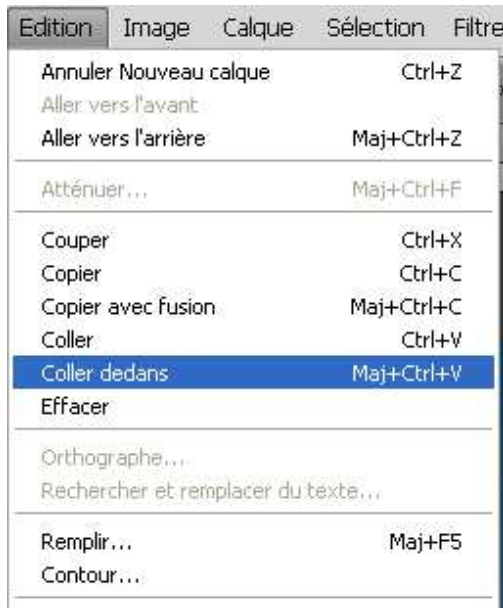 Edition Image Calque Sélection Filtre
Annuler Nouveau calque Ctrl+Z
Aller vers l'avant
Aller vers l'arrière Maj+Ctrl+Z
Atténuer... Maj+Ctrl+F
Couper Ctrl+X
Copier Ctrl+C
Copier avec fusion Maj+Ctrl+C
Coller Ctrl+V
Coller dedans Maj+Ctrl+V
Effacer
Orthographe...
Rechercher et remplacer du texte...
Remplir... Maj+F5
Contour...